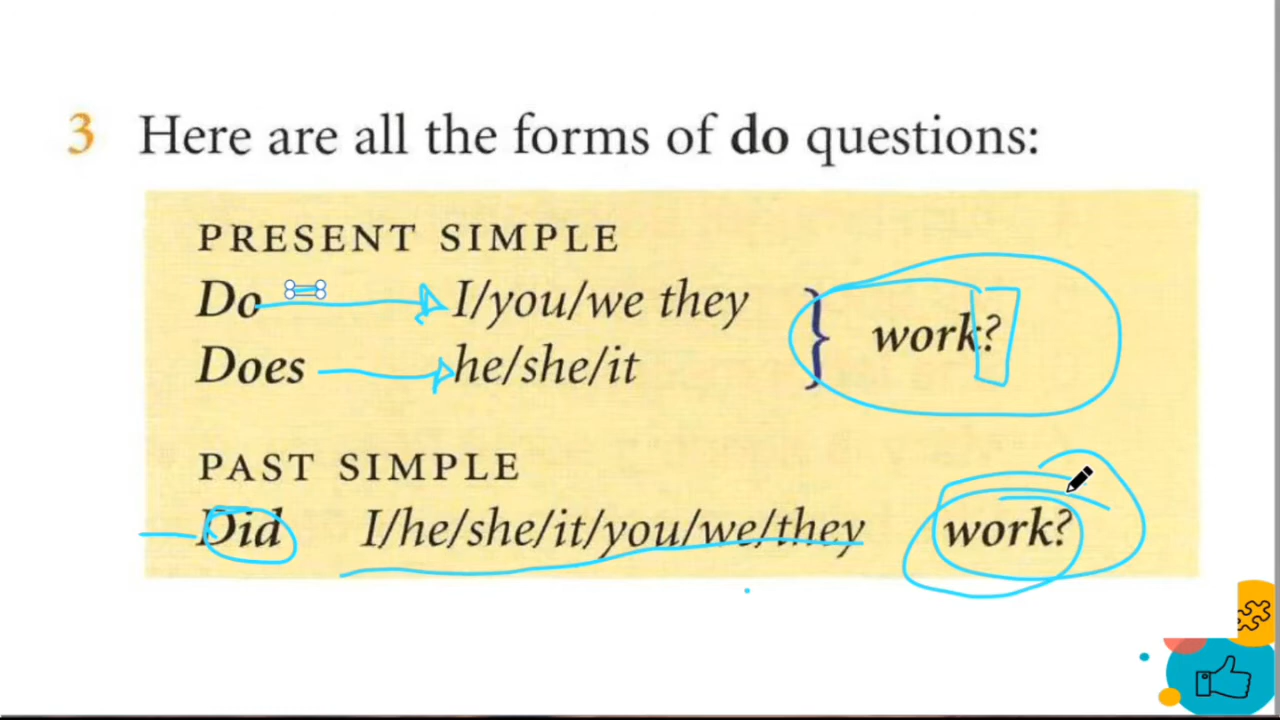 3 Here are all the forms of do questions:
PRESENT SIMPLE
Do I/you/we they } work?
Does he/she/it
PAST SIMPLE
Did I/he/she/it/you/we/they work?